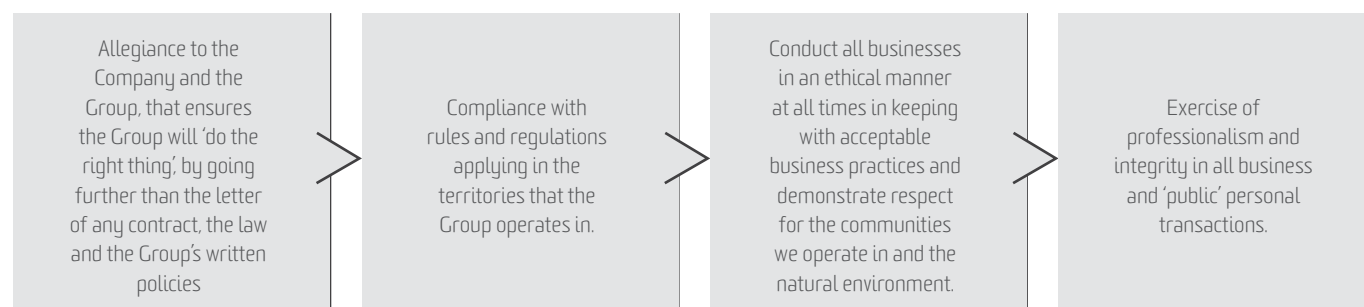 Allegiance to the
Company and the
Group, that ensures
the Group will ‘do the
right thing’, by going
further than the letter
of any contract, the law
and the Group’s written
policies
Compliance with
rules and regulations
applying in the
territories that the
Group operates in.
Conduct all businesses
in an ethical manner
at all times in keeping
with acceptable
business practices and
demonstrate respect
for the communities
we operate in and the
natural environment.
Exercise of
professionalism and
integrity in all business
and ‘public’ personal
transactions.